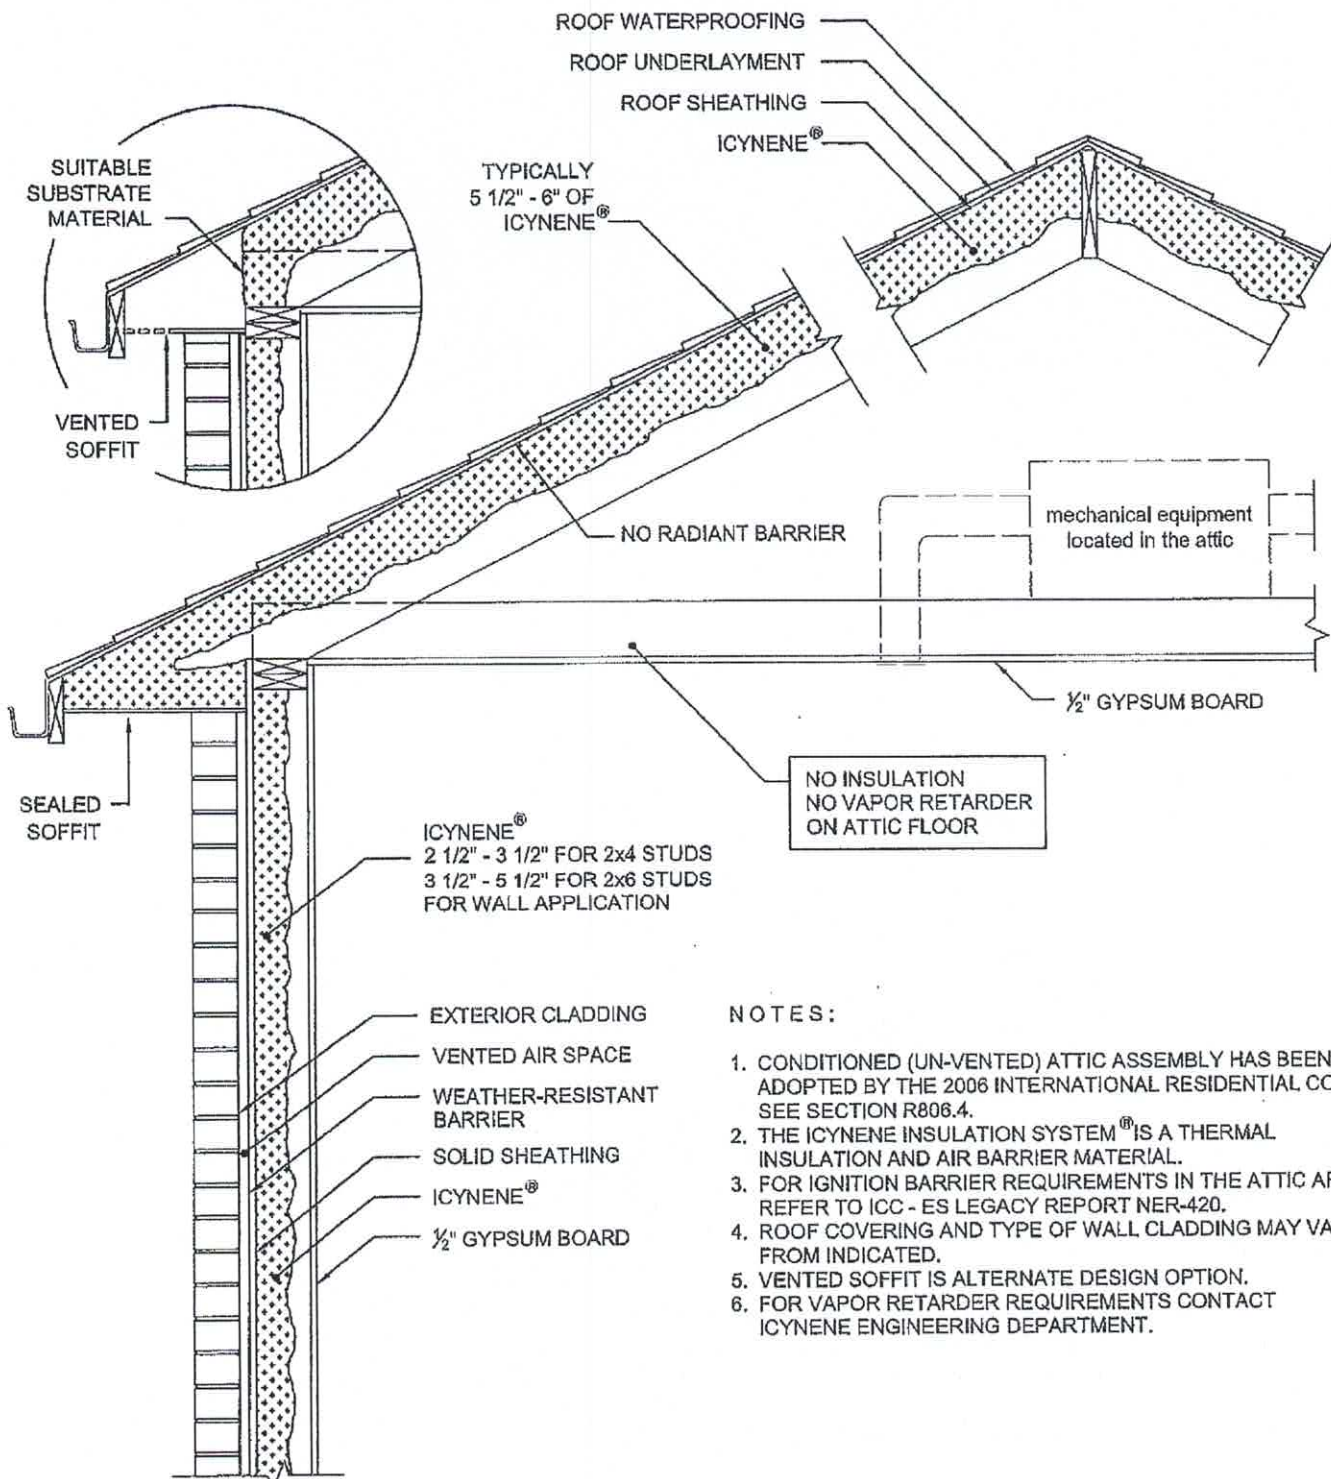 ROOF WATERPROOFING
ROOF UNDERLAYMENT
ROOF SHEATHING
ICYNENE®
TYPICALLY
5 1/2" - 6" OF
ICYNENE®
SUITABLE
SUBSTRATE
MATERIAL
VENTED
SOFFIT
NO RADIANT BARRIER
mechanical equipment
located in the attic
½" GYPSUM BOARD
NO INSULATION
NO VAPOR RETARDER
ON ATTIC FLOOR
SEALED
SOFFIT
ICYNENE®
2 1/2" - 3 1/2" FOR 2x4 STUDS
3 1/2" - 5 1/2" FOR 2x6 STUDS
FOR WALL APPLICATION
EXTERIOR CLADDING
VENTED AIR SPACE
WEATHER-RESISTANT
BARRIER
SOLID SHEATHING
ICYNENE®
½" GYPSUM BOARD
NOTES:
1. CONDITIONED (UN-VENTED) ATTIC ASSEMBLY HAS BEEN
ADOPTED BY THE 2006 INTERNATIONAL RESIDENTIAL
SEE SECTION R806.4.
2. THE ICYNENE INSULATION SYSTEM® IS A THERMAL
INSULATION AND AIR BARRIER MATERIAL.
3. FOR IGNITION BARRIER REQUIREMENTS IN THE ATTIC
REFER TO ICC - ES LEGACY REPORT NER-420.
4. ROOF COVERING AND TYPE OF WALL CLADDING MAY
FROM INDICATED.
5. VENTED SOFFIT IS ALTERNATE DESIGN OPTION.
6. FOR VAPOR RETARDER REQUIREMENTS CONTACT
ICYNENE ENGINEERING DEPARTMENT.